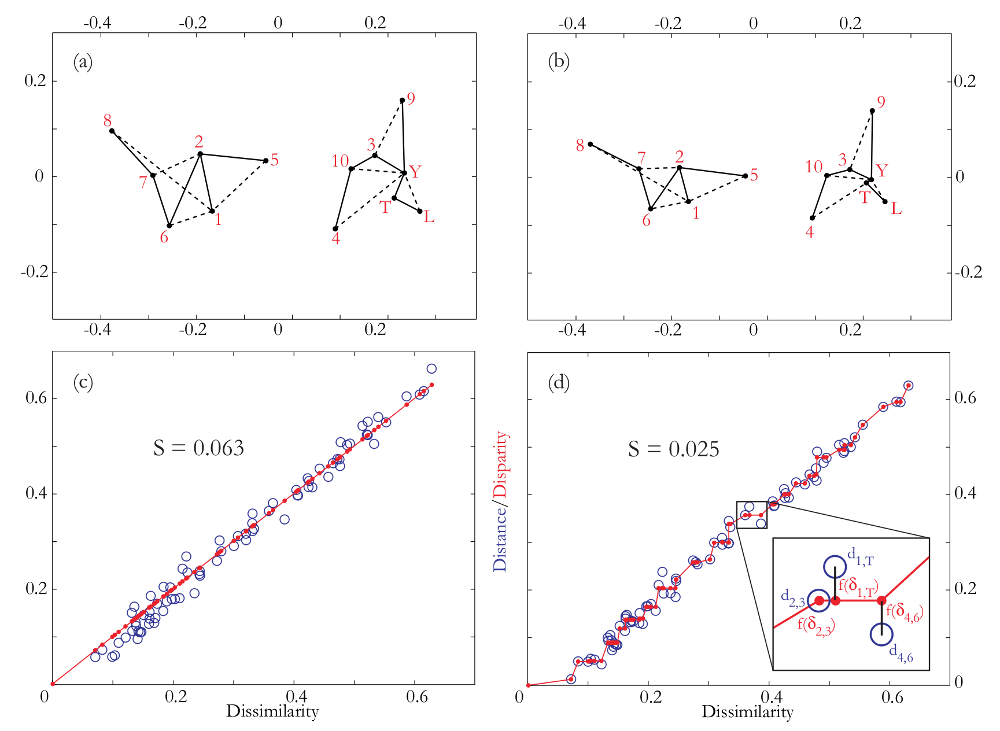 -0.4 -0.2 0 0.2
-0.4 -0.2 0 0.2
(a)
0.2
0
-0.2
8
7
2
5
6
1
9
3
10
Y
T
L
4
-0.4 -0.2 0 0.2
(b)
0.2
0
-0.2
8
7
2
5
6
1
9
3
10
Y
T
L
4
-0.4 -0.2 0 0.2
(c)
S = 0.063
0.6
0.4
0.2
0 0.2 0.4 0.6
Dissimilarity
(d)
S = 0.025
Distance/Disparity
0.6
0.4
0.2
0
d1,T
d2,3
f(δ1,T)
f(δ2,3)
f(δ4,6)
d4,6
0 0.2 0.4 0.6
Dissimilarity